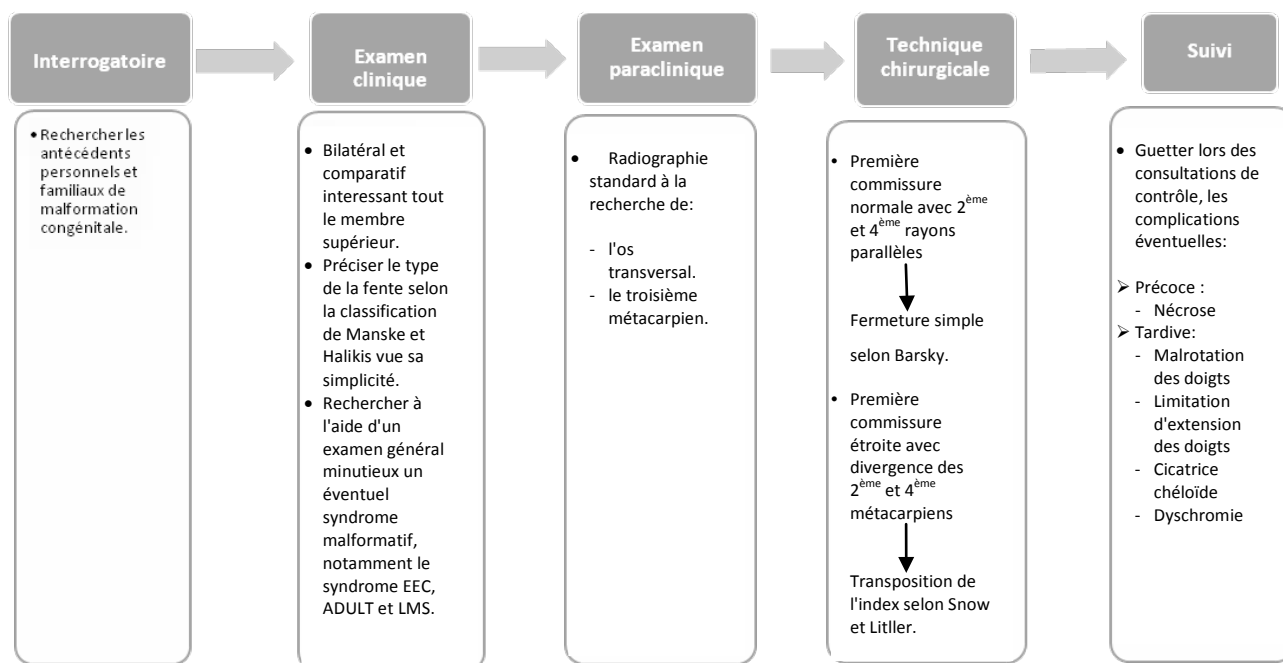 Interrogatoire
• Rechercher les
antécédents
personnels et
familiaux de
malformation
congénitale.
Examen
clinique
• Bilatéral et
comparatif
interessant tout
le membre
supérieur.
• Préciser le type
de la fente selon
la classification
de Manske et
Halikis vue sa
simplicité.
• Rechercher à
l'aide d'un
examen général
minutieux un
éventuel
syndrome
malformatif,
notamment le
syndrome EEC,
ADULT et LMS.
Examen
paraclinique
• Radiographie
standard à la
recherche de:
- l'os
transversal.
- le troisième
métacarpien.
Technique
chirurgicale
• Première
commissure
normale avec 2ème
et 4ème rayons
parallèles
Fermeture simple
selon Barsky.
• Première
commissure
étroite avec
divergence des
2ème et 4ème
métacarpiens
Transposition de
l'index selon Snow
et Litller.
Suivi
• Guetter lors des
consultations de
contrôle, les
complications
éventuelles:
➢ Précoce :
- Nécrose
➢ Tardive:
- Malrotation
des doigts
- Limitation
d'extension
des doigts
- Cicatrice
chéloïde
- Dyschromie